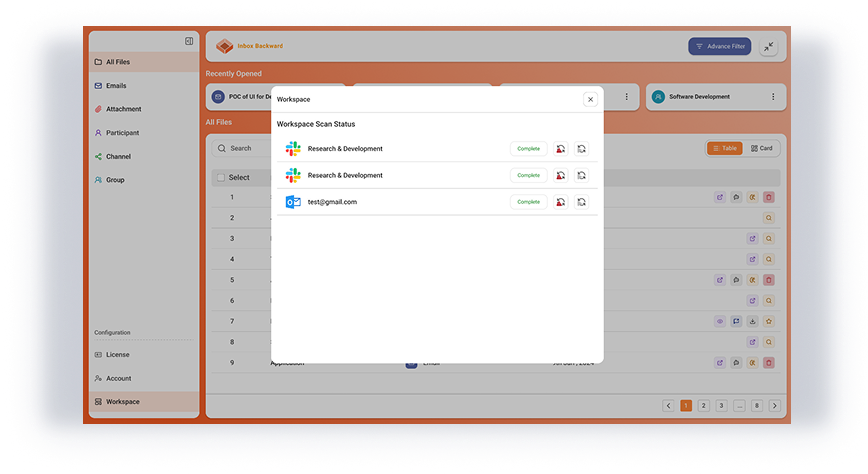 Inbox Backward
Advance Filter
All Files
Emails
Attachment
Participant
Channel
Group
Configuration
License
Account
Workspace
Recently Opened
POC of UI for De
Software Development
All Files
Search
Table
Card
Select
1
2
3
4
5
6
7
8
9
Workspace
Workspace Scan Status
Research & Development
Complete
Research & Development
Complete
test@gmail.com
Complete
1
2
3
...
8